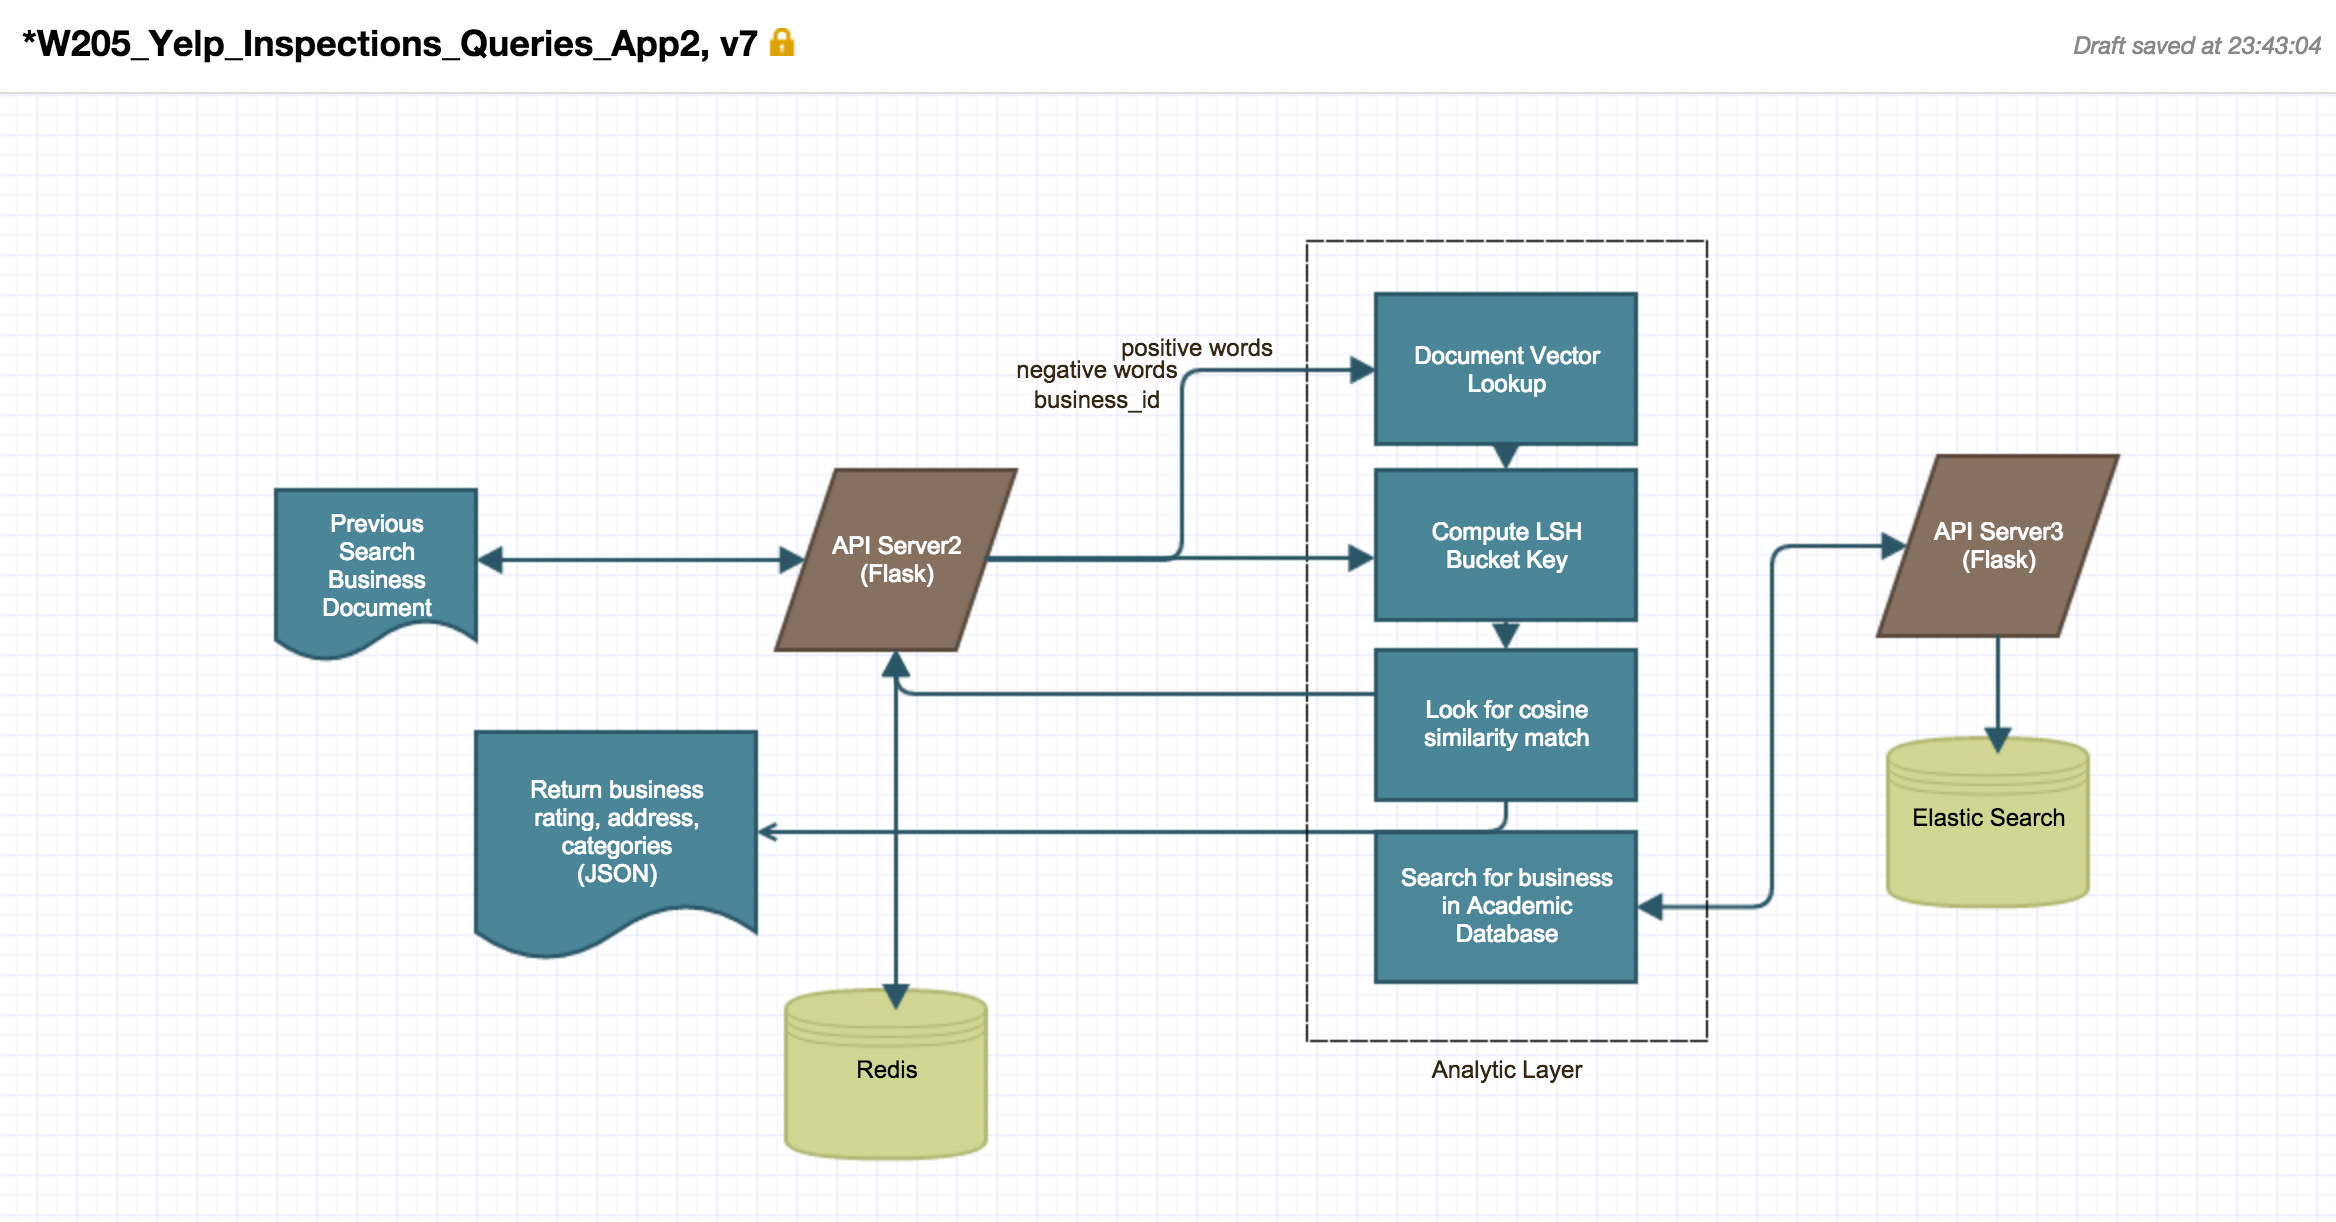 *W205_Yelp_Inspections_Queries_App2, v7
Draft saved at 23:43:04
positive words
negative words
business_id
Document Vector
Lookup
Previous
Search
Business
Document
API Server2
(Flask)
Compute LSH
Bucket Key
API Server3
(Flask)
Look for cosine
similarity match
Return business
rating, address,
categories
(JSON)
Elastic Search
Search for business
in Academic
Database
Redis
Analytic Layer